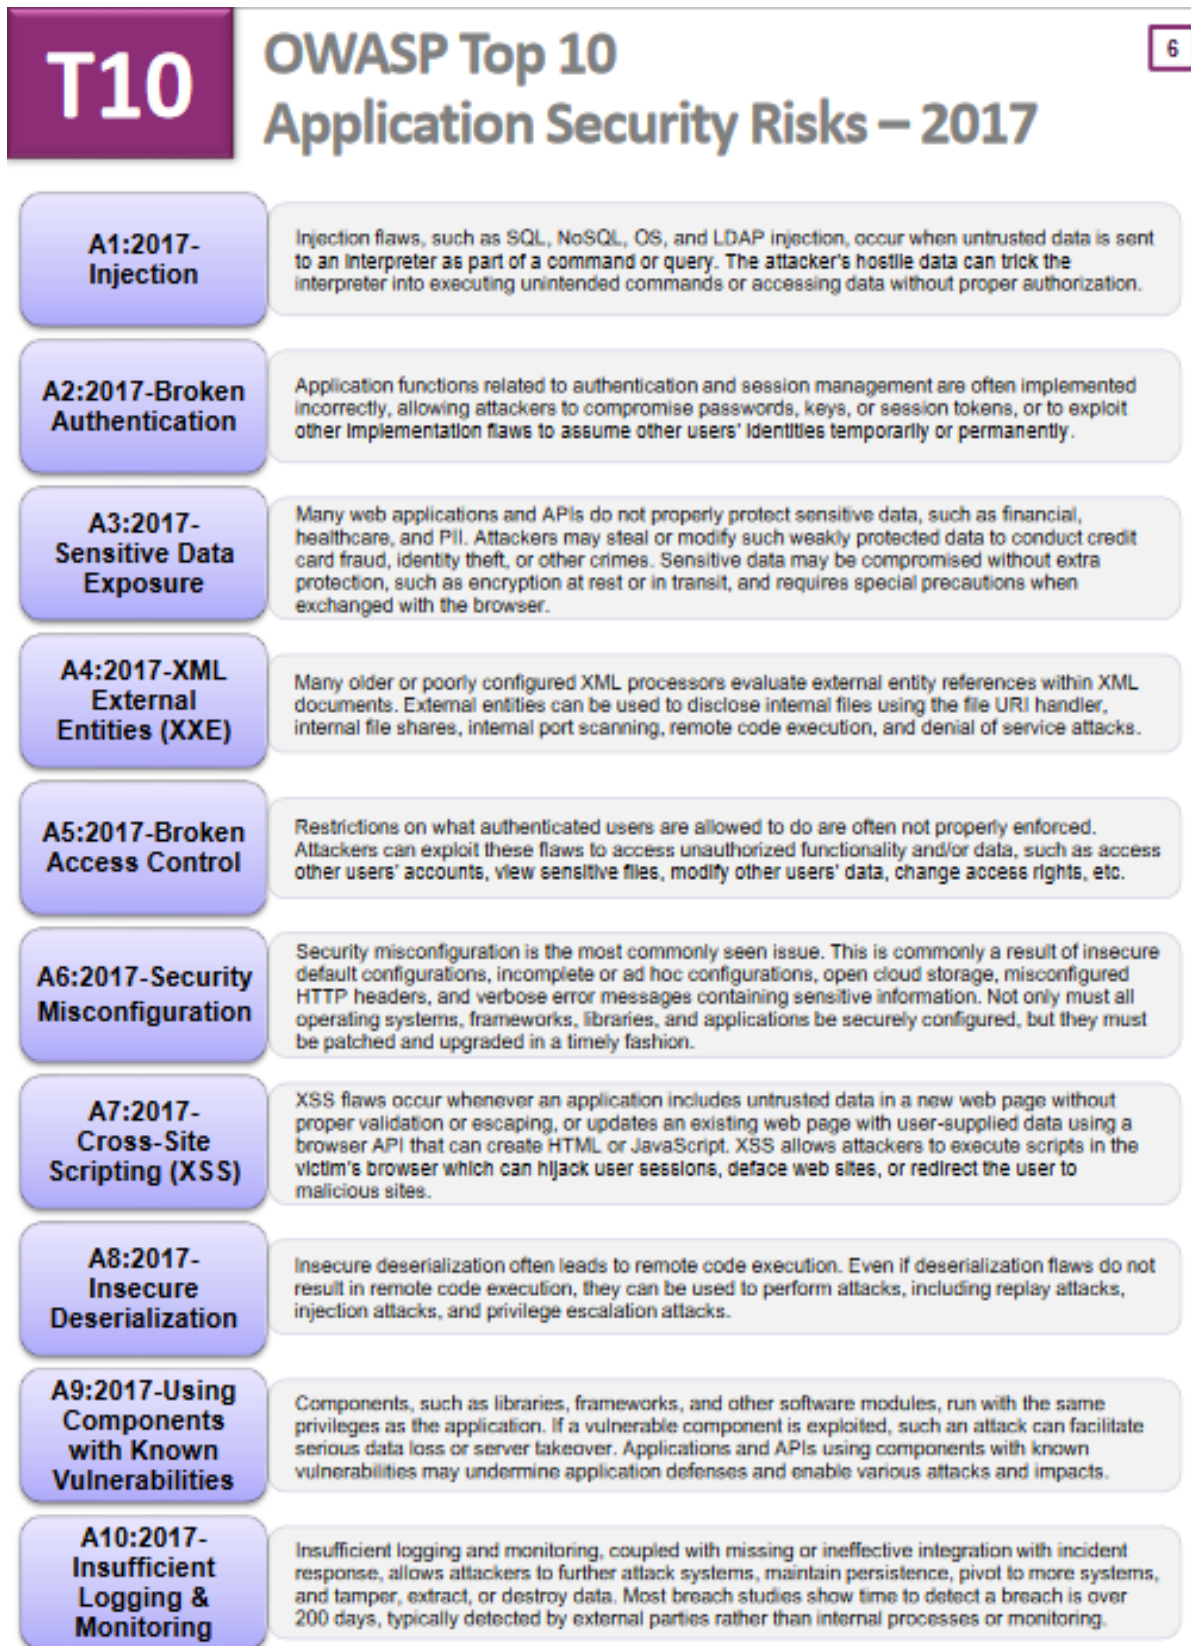 T10
OWASP Top 10
Application Security Risks – 2017
6
A1:2017-
Injection
Injection flaws, such as SQL, NoSQL, OS, and LDAP injection, occur when untrusted data is sent
to an interpreter as part of a command or query. The attacker's hostile data can trick the
interpreter into executing unintended commands or accessing data without proper authorization.
A2:2017-Broken
Authentication
Application functions related to authentication and session management are often implemented
incorrectly, allowing attackers to compromise passwords, keys, or session tokens, or to exploit
other implementation flaws to assume other users' identities temporarily or permanently.
A3:2017-
Sensitive Data
Exposure
Many web applications and APIs do not properly protect sensitive data, such as financial,
healthcare, and PII. Attackers may steal or modify such weakly protected data to conduct credit
card fraud, identity theft, or other crimes. Sensitive data may be compromised without extra
protection, such as encryption at rest or in transit, and requires special precautions when
exchanged with the browser.
A4:2017-XML
External
Entities (XXE)
Many older or poorly configured XML processors evaluate external entity references within XML
documents. External entities can be used to disclose internal files using the file URI handler,
internal file shares, internal port scanning, remote code execution, and denial of service attacks.
A5:2017-Broken
Access Control
Restrictions on what authenticated users are allowed to do are often not properly enforced.
Attackers can exploit these flaws to access unauthorized functionality and/or data, such as access
other users' accounts, view sensitive files, modify other users' data, change access rights, etc.
A6:2017-Security
Misconfiguration
Security misconfiguration is the most commonly seen issue. This is commonly a result of insecure
default configurations, incomplete or ad hoc configurations, open cloud storage, misconfigured
HTTP headers, and verbose error messages containing sensitive information. Not only must all
operating systems, frameworks, libraries, and applications be securely configured, but they must
be patched and upgraded in a timely fashion.
A7:2017-
Cross-Site
Scripting (XSS)
XSS flaws occur whenever an application includes untrusted data in a new web page without
proper validation or escaping, or updates an existing web page with user-supplied data using a
browser API that can create HTML or JavaScript. XSS allows attackers to execute scripts in the
victim's browser which can hijack user sessions, deface web sites, or redirect the user to
malicious sites.
A8:2017-
Insecure
Deserialization
Insecure deserialization often leads to remote code execution. Even if deserialization flaws do not
result in remote code execution, they can be used to perform attacks, including replay attacks,
injection attacks, and privilege escalation attacks.
A9:2017-Using
Components
with Known
Vulnerabilities
Components, such as libraries, frameworks, and other software modules, run with the same
privileges as the application. If a vulnerable component is exploited, such an attack can facilitate
serious data loss or server takeover. Applications and APIs using components with known
vulnerabilities may undermine application defenses and enable various attacks and impacts.
A10:2017-
Insufficient
Logging &
Monitoring
Insufficient logging and monitoring, coupled with missing or ineffective integration with incident
response, allows attackers to further attack systems, maintain persistence, pivot to more systems,
and tamper, extract, or destroy data. Most breach studies show time to detect a breach is over
200 days, typically detected by external parties rather than internal processes or monitoring.